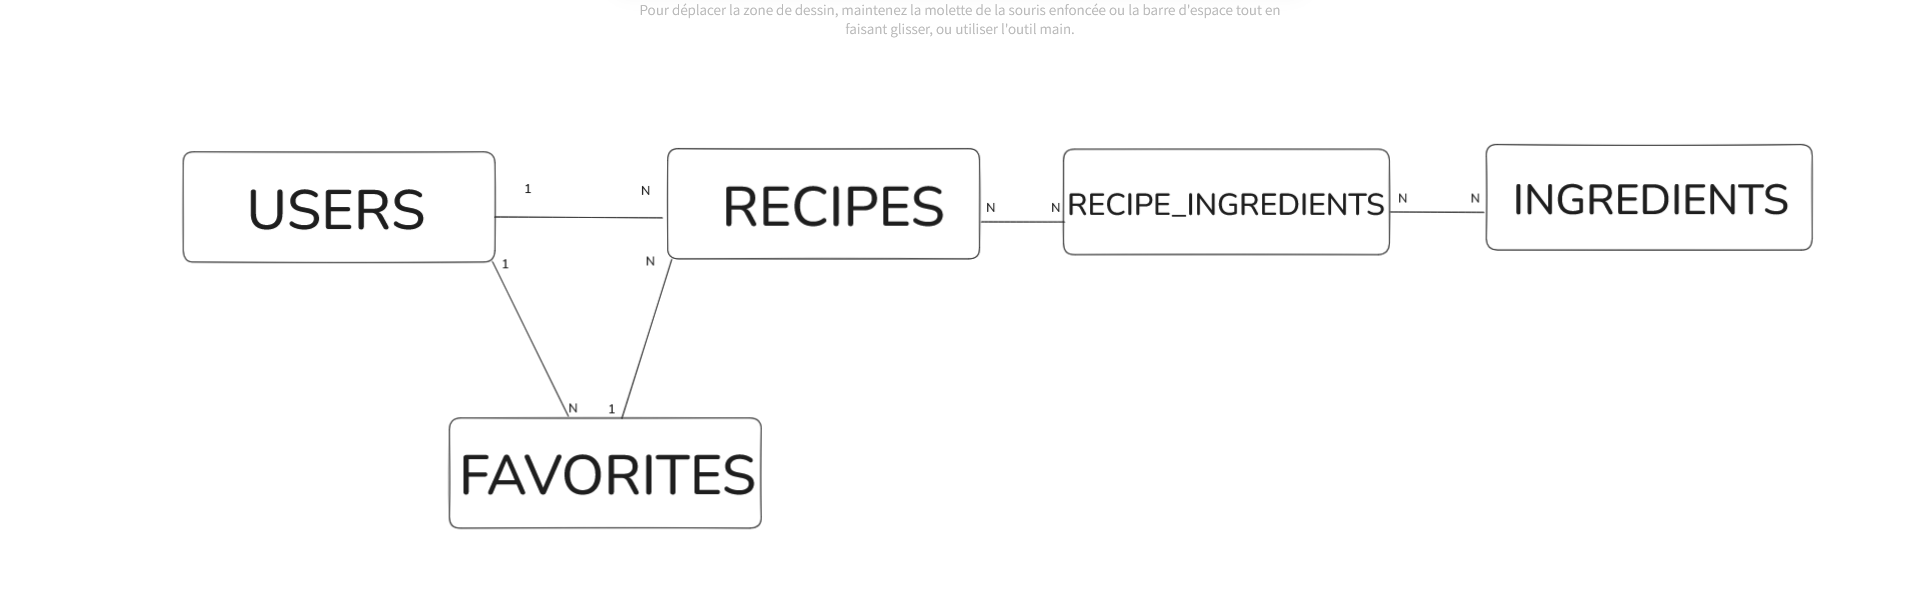 Pour déplacer la zone de dessin, maintenez la molette de la souris enfoncée ou la barre d'espace tout en
faisant glisser, ou utiliser l'outil main.
USERS
1
N
RECIPES
N
N
RECIPE_INGREDIENTS
N
N
INGREDIENTS
1
N
N
1
FAVORITES